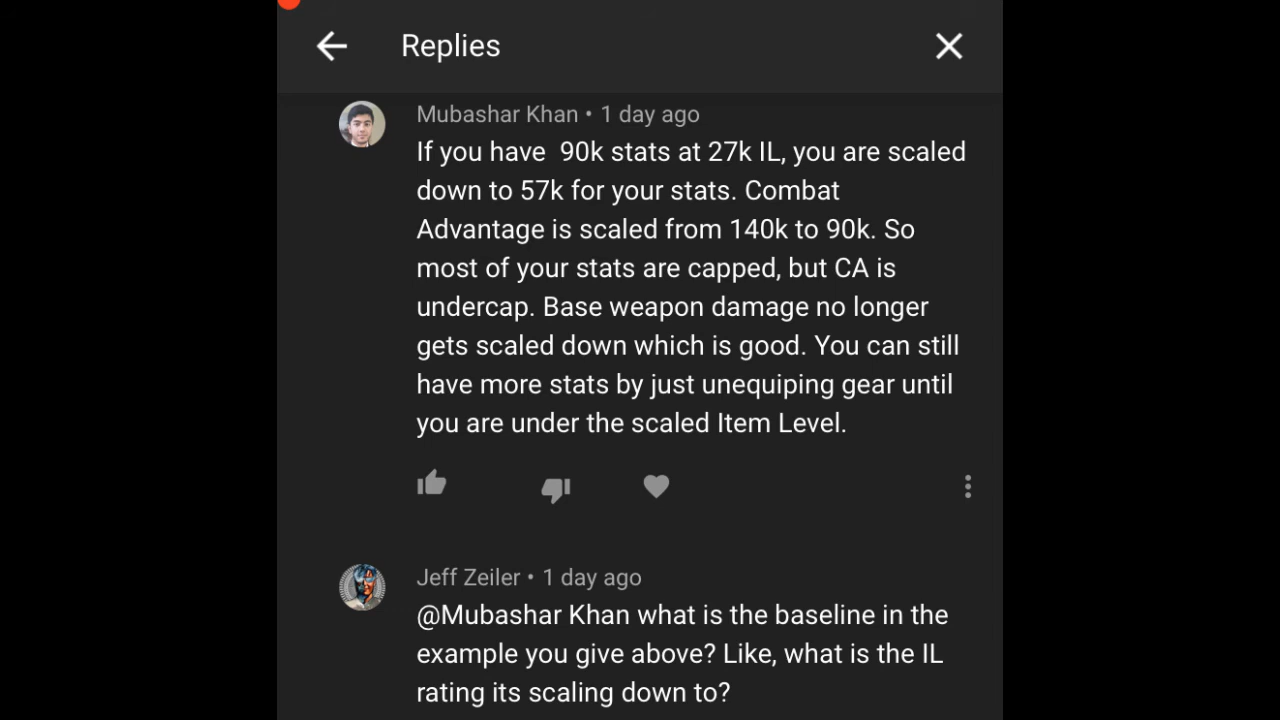 Replies
Mubashar Khan • 1 day ago
If you have  90k stats at 27k IL, you are scaled
down to 57k for your stats. Combat
Advantage is scaled from 140k to 90k. So
most of your stats are capped, but CA is
undercap. Base weapon damage no longer
gets scaled down which is good. You can still
have more stats by just unequiping gear until
you are under the scaled Item Level.
Jeff Zeiler • 1 day ago
@Mubashar Khan what is the baseline in the
example you give above? Like, what is the IL
rating its scaling down to?